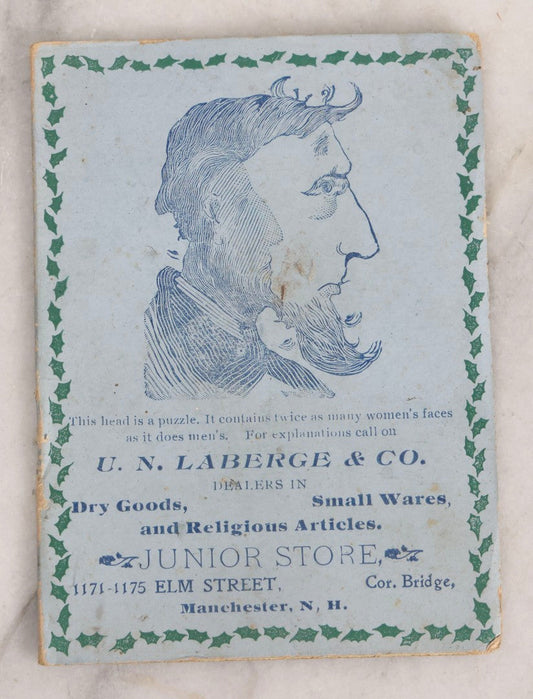 This head is a puzzle. It contains twice as many women's faces
as it does men's. For explanations call on
U. N. LABERGE & CO.
DEALERS IN
Dry Goods, Small Wares,
and Religious Articles.
JUNIOR STORE,
1171-1175 ELM STREET, Cor. Bridge,
Manchester, N, H.